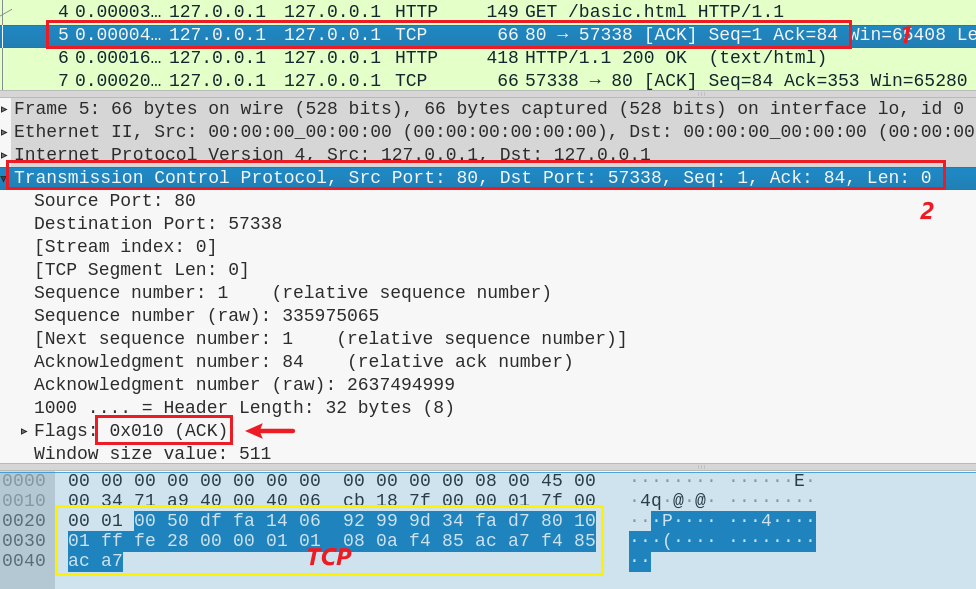 4 0.00003… 127.0.0.1 127.0.0.1 HTTP 149 GET /basic.html HTTP/1.1
5 0.00004… 127.0.0.1 127.0.0.1 TCP 66 80 → 57338 [ACK] Seq=1 Ack=84 Win=65408 Le
1
6 0.00016… 127.0.0.1 127.0.0.1 HTTP 418 HTTP/1.1 200 OK (text/html)
7 0.00020… 127.0.0.1 127.0.0.1 TCP 66 57338 → 80 [ACK] Seq=84 Ack=353 Win=65280
Frame 5: 66 bytes on wire (528 bits), 66 bytes captured (528 bits) on interface lo, id 0
Ethernet II, Src: 00:00:00_00:00:00 (00:00:00:00:00:00), Dst: 00:00:00_00:00:00 (00:00:00
Internet Protocol Version 4, Src: 127.0.0.1, Dst: 127.0.0.1
Transmission Control Protocol, Src Port: 80, Dst Port: 57338, Seq: 1, Ack: 84, Len: 0
2
Source Port: 80
Destination Port: 57338
[Stream index: 0]
[TCP Segment Len: 0]
Sequence number: 1 (relative sequence number)
Sequence number (raw): 335975065
[Next sequence number: 1 (relative sequence number)]
Acknowledgment number: 84 (relative ack number)
Acknowledgment number (raw): 2637494999
1000 .... = Header Length: 32 bytes (8)
Flags: 0x010 (ACK)
Window size value: 511
0000 00 00 00 00 00 00 00 00 00 00 00 00 08 00 45 00 ········ ······E·
0010 00 34 71 a9 40 00 40 06 cb 18 7f 00 00 01 7f 00 ·4q·@·@· ········
0020 00 01 00 50 df fa 14 06 92 99 9d 34 fa d7 80 10 ···P···· ···4····
0030 01 ff fe 28 00 00 01 01 08 0a f4 85 ac a7 f4 85 ···(···· ········
0040 ac a7 ··
TCP